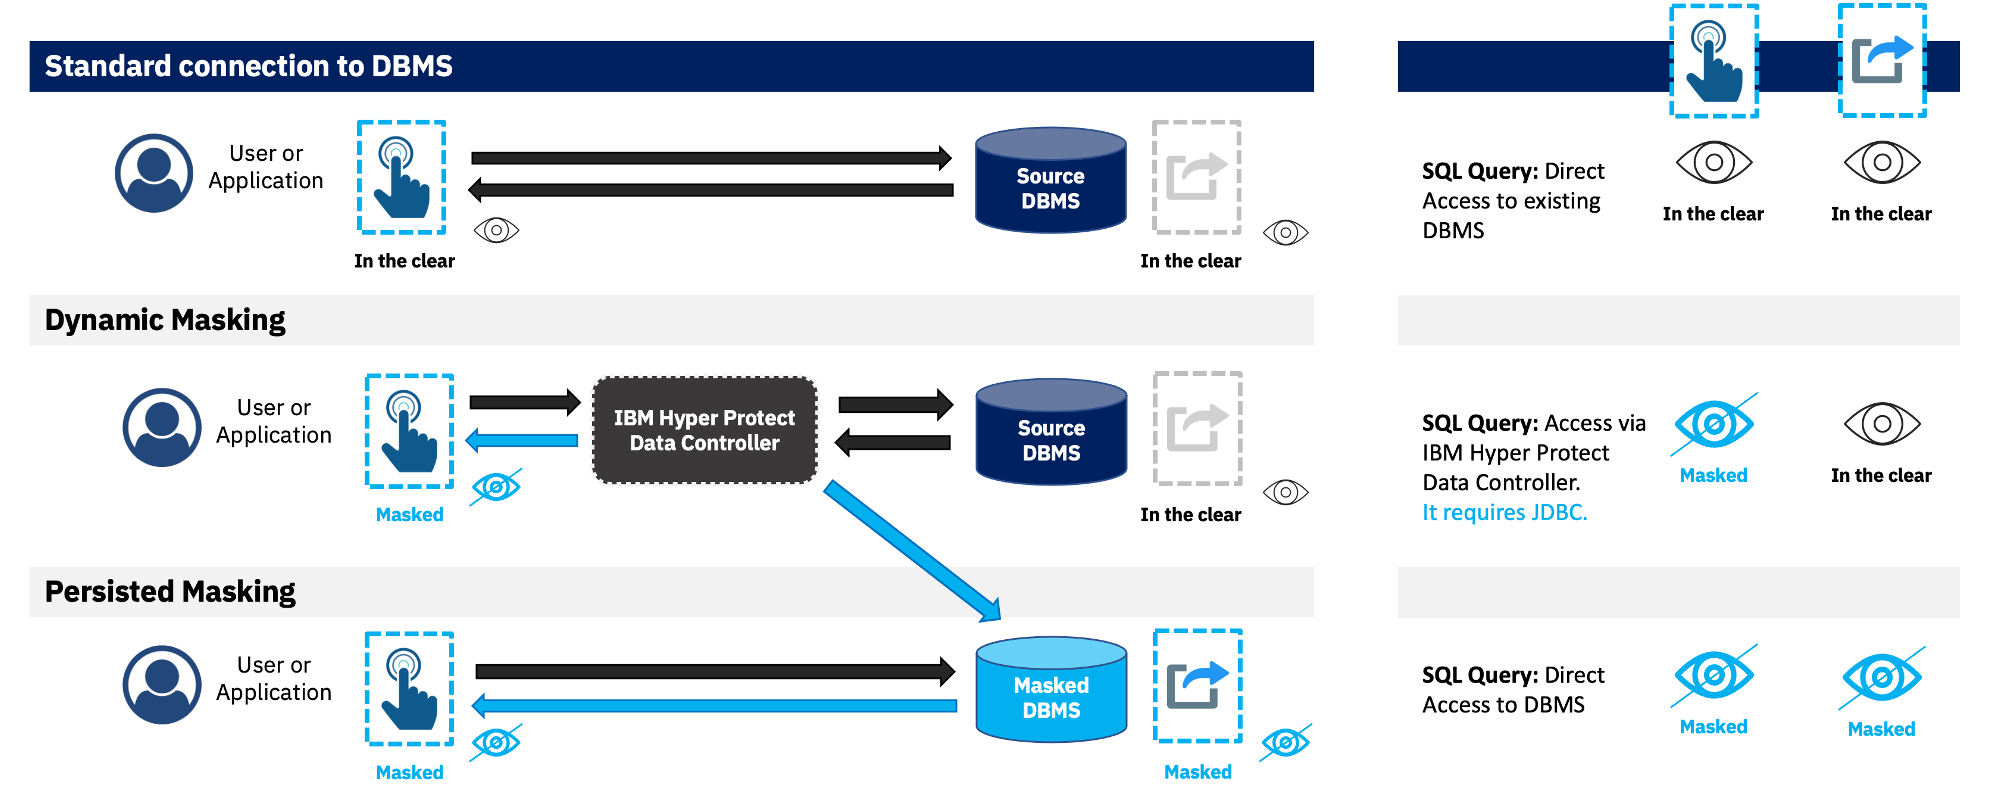 Standard connection to DBMS
User or
Application
In the clear
Source
DBMS
In the clear
SQL Query: Direct
Access to existing
DBMS
In the clear
In the clear
Dynamic Masking
User or
Application
Masked
IBM Hyper Protect
Data Controller
Source
DBMS
In the clear
SQL Query: Access via
IBM Hyper Protect
Data Controller.
It requires JDBC.
Masked
In the clear
Persisted Masking
User or
Application
Masked
Masked
DBMS
Masked
SQL Query: Direct
Access to DBMS
Masked
Masked